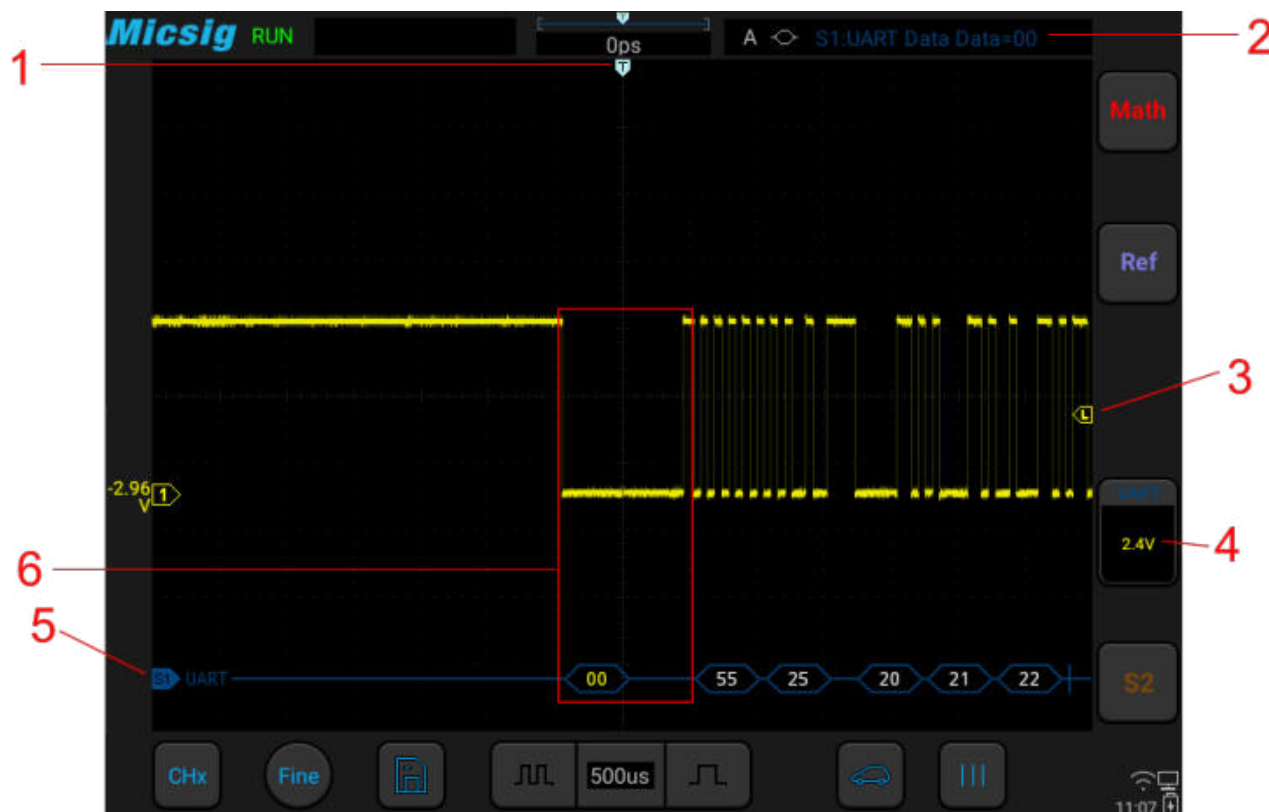 Micsig RUN
T
0ps
A S1:UART Data Data=00
2
1
T
Math
Ref
3
L
-2.96
V
1
UART
2.4V
4
6
5
S1 UART
00 55 25 20 21 22
S2
CHx Fine 500us
11:07